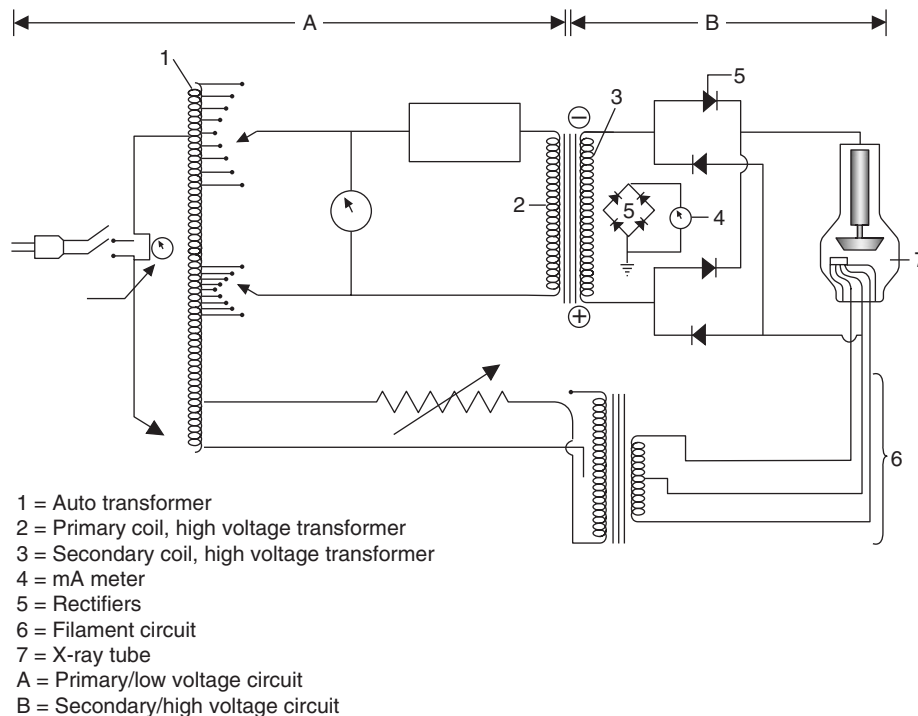 A
B
1
5
3
2
5
4
7
6
1 = Auto transformer
2 = Primary coil, high voltage transformer
3 = Secondary coil, high voltage transformer
4 = mA meter
5 = Rectifiers
6 = Filament circuit
7 = X-ray tube
A = Primary/low voltage circuit
B = Secondary/high voltage circuit